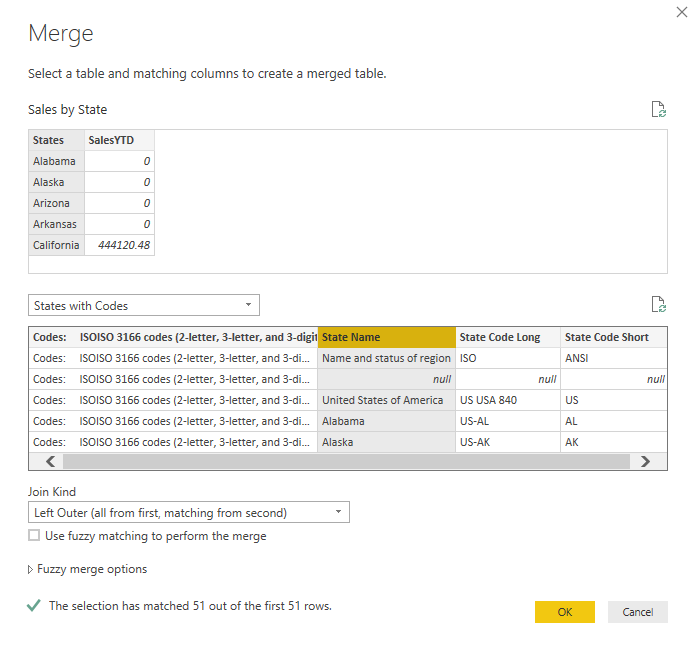 Merge
Select a table and matching columns to create a merged table.
Sales by State
States SalesYTD
Alabama 0
Alaska 0
Arizona 0
Arkansas 0
California 444120.48
States with Codes
Codes: ISOISO 3166 codes (2-letter, 3-letter, and 3-digit State Name State Code Long State Code Short
Codes: ISOISO 3166 codes (2-letter, 3-letter, and 3-di... Name and status of region ISO ANSI
Codes: ISOISO 3166 codes (2-letter, 3-letter, and 3-di... null null null
Codes: ISOISO 3166 codes (2-letter, 3-letter, and 3-di... United States of America US USA 840 US
Codes: ISOISO 3166 codes (2-letter, 3-letter, and 3-di... Alabama US-AL AL
Codes: ISOISO 3166 codes (2-letter, 3-letter, and 3-di... Alaska US-AK AK
Join Kind
Left Outer (all from first, matching from second)
Use fuzzy matching to perform the merge
Fuzzy merge options
The selection has matched 51 out of the first 51 rows.
OK Cancel